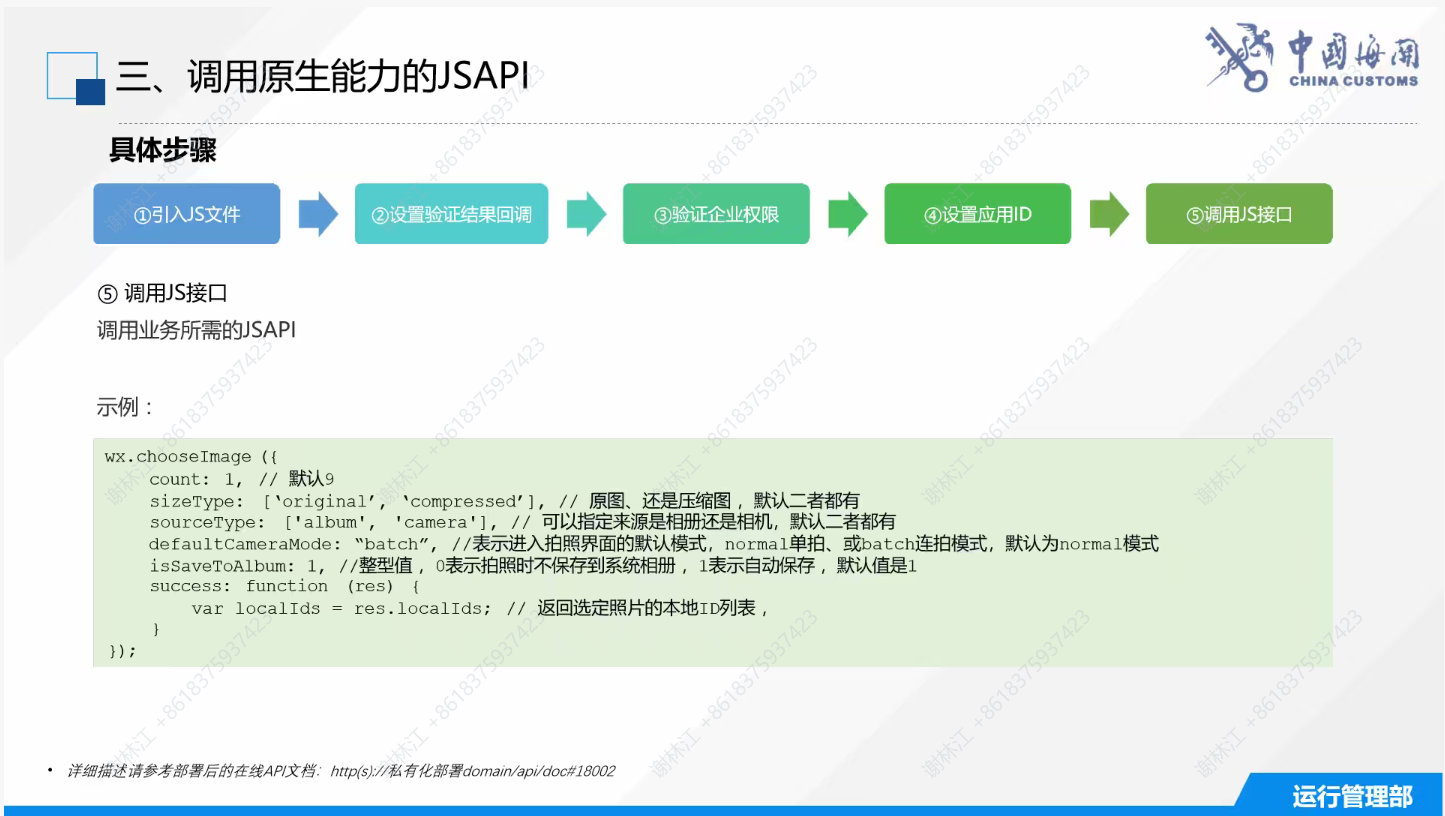 三、调用原生能力的JSAPI
中國海關
CHINA CUSTOMS
具体步骤
①引入JS文件
②设置验证结果回调
③验证企业权限
④设置应用ID
⑤调用JS接口
⑤ 调用JS接口
调用业务所需的JSAPI
示例：
wx.chooseImage ({
count: 1, // 默认9
sizeType: [‘original’, ‘compressed’], // 原图、还是压缩图 ，默认二者都有
sourceType: ['album', 'camera'], // 可以指定来源是相册还是相机，默认二者都有
defaultCameraMode: “batch”, //表示进入拍照界面的默认模式，normal单拍、或batch连拍模式，默认为normal模式
isSaveToAlbum: 1, //整型值 ，0表示拍照时不保存到系统相册 ，1表示自动保存 ，默认值是1
success: function (res) {
var localIds = res.localIds; // 返回选定照片的本地ID列表 ，
}
});
• 详细描述请参考部署后的在线API文档：http(s)://私有化部署domain/api/doc#18002
运行管理部
谢林江 +8618375937423